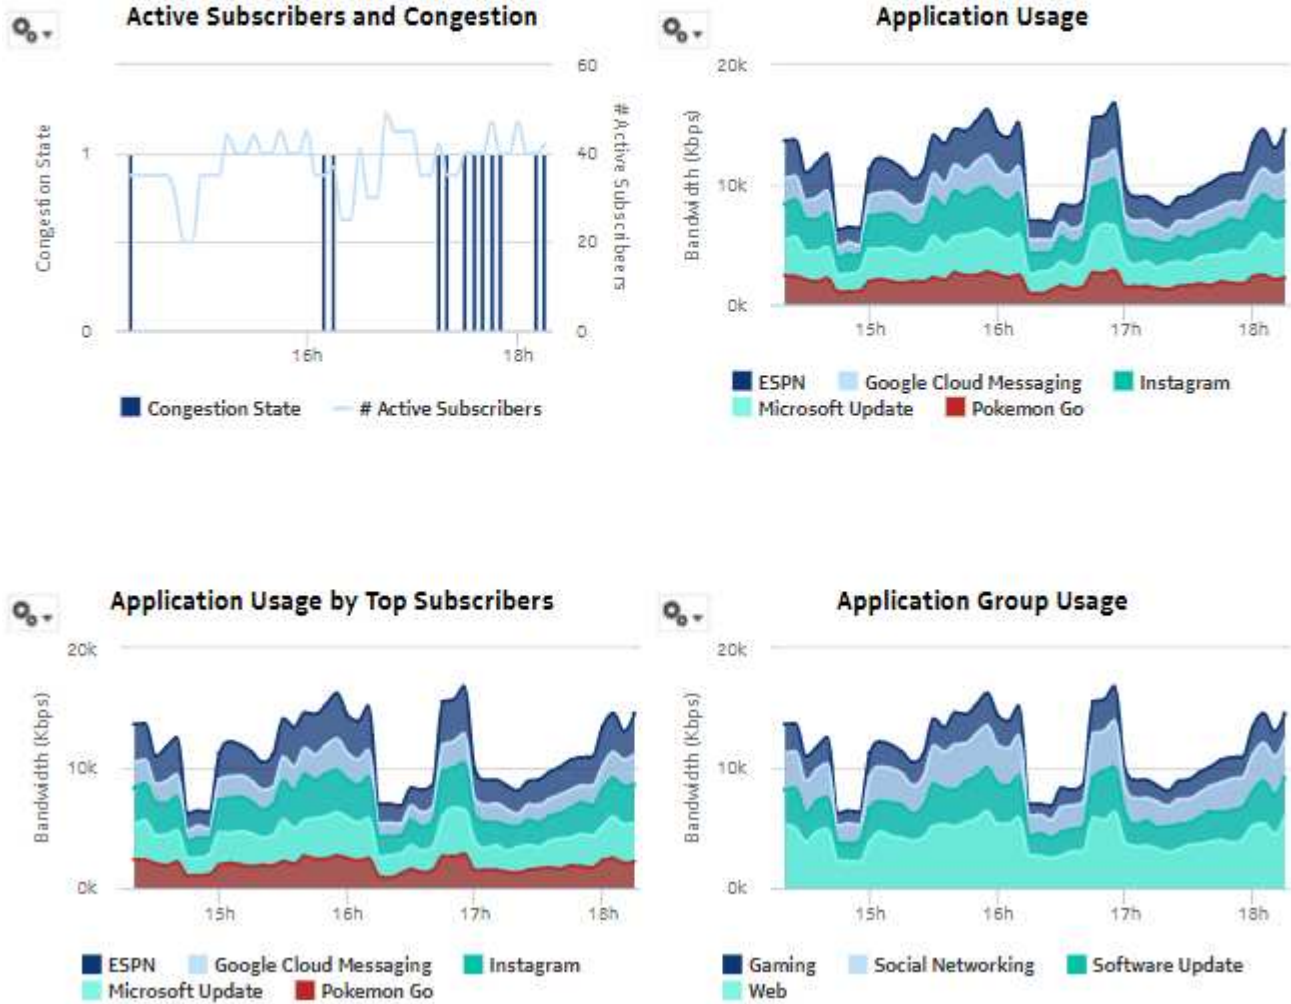 Active Subscribers and Congestion
60
40
20
0
1
0
Congestion State
# Active Subscribeers
16h 18h
Congestion State # Active Subscribers
Application Usage
20k
10k
0k
Bandwidth (Kbps)
15h 16h 17h 18h
ESPN Google Cloud Messaging Instagram
Microsoft Update Pokemon Go
Application Usage by Top Subscribers
20k
10k
0k
Bandwidth (Kbps)
15h 16h 17h 18h
ESPN Google Cloud Messaging Instagram
Microsoft Update Pokemon Go
Application Group Usage
20k
10k
0k
Bandwidth (Kbps)
15h 16h 17h 18h
Gaming Social Networking Software Update
Web